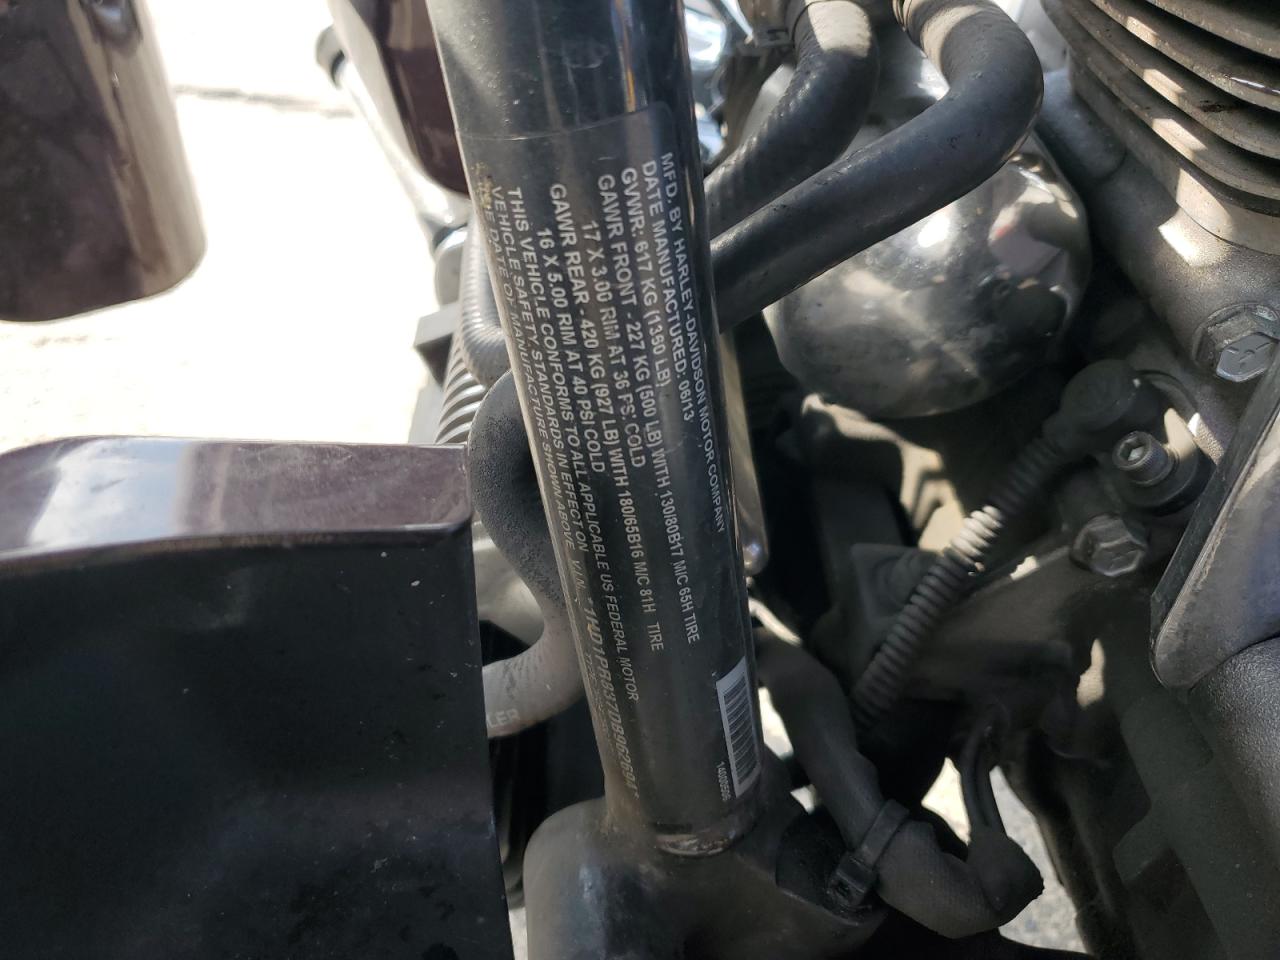 MFD. BY HARLEY-DAVIDSON MOTOR COMPANY
DATE MANUFACTURED: 06/13
GVWR: 617 KG (1360 LB)
GAWR FRONT - 227 KG (500 LB) WITH 130/80B17 M/C 65H TIRE
17 X 3.00 RIM AT 36 PSI COLD
GAWR REAR - 420 KG (927 LB) WITH 180/65B16 M/C 81H TIRE
16 X 5.00 RIM AT 40 PSI COLD
THIS VEHICLE CONFORMS TO ALL APPLICABLE US FEDERAL MOTOR
VEHICLE SAFETY STANDARDS IN EFFECT ON
THE DATE OF MANUFACTURE SHOWN ABOVE.
14000506